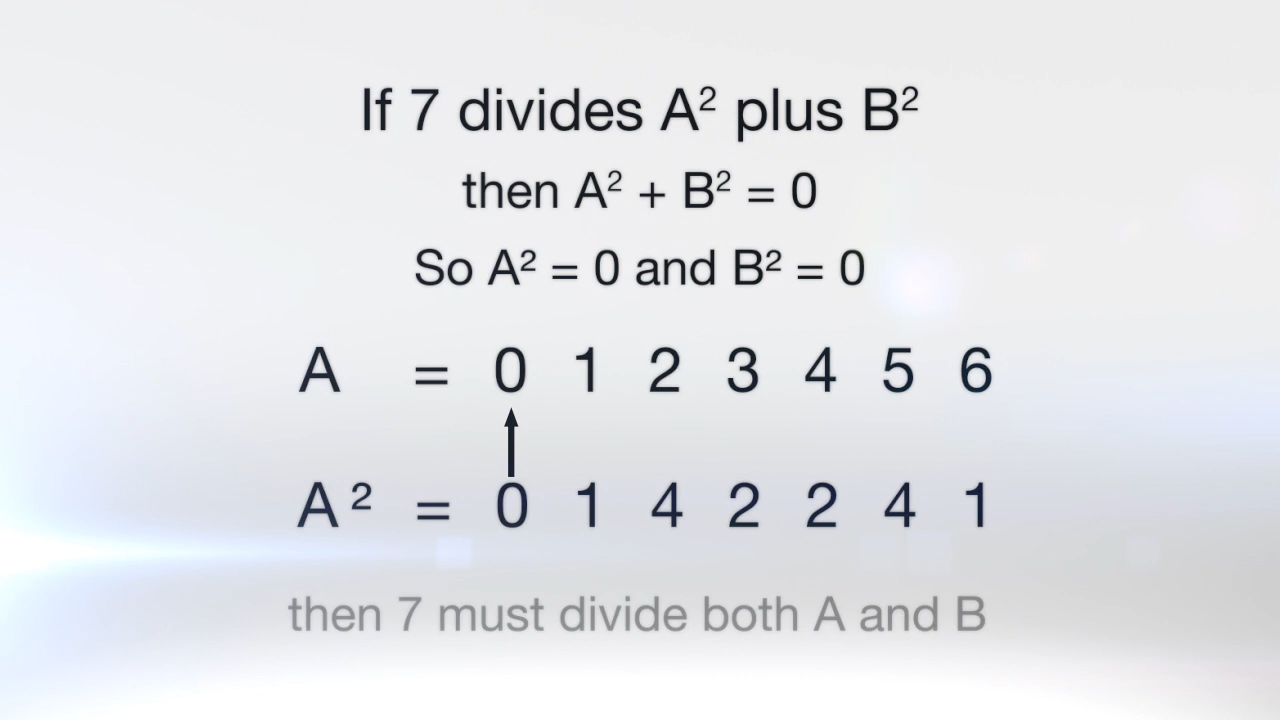 If 7 divides A² plus B²
then A² + B² = 0
So A² = 0 and B² = 0
A = 0 1 2 3 4 5 6
A² = 0 1 4 2 2 4 1
then 7 must divide both A and B